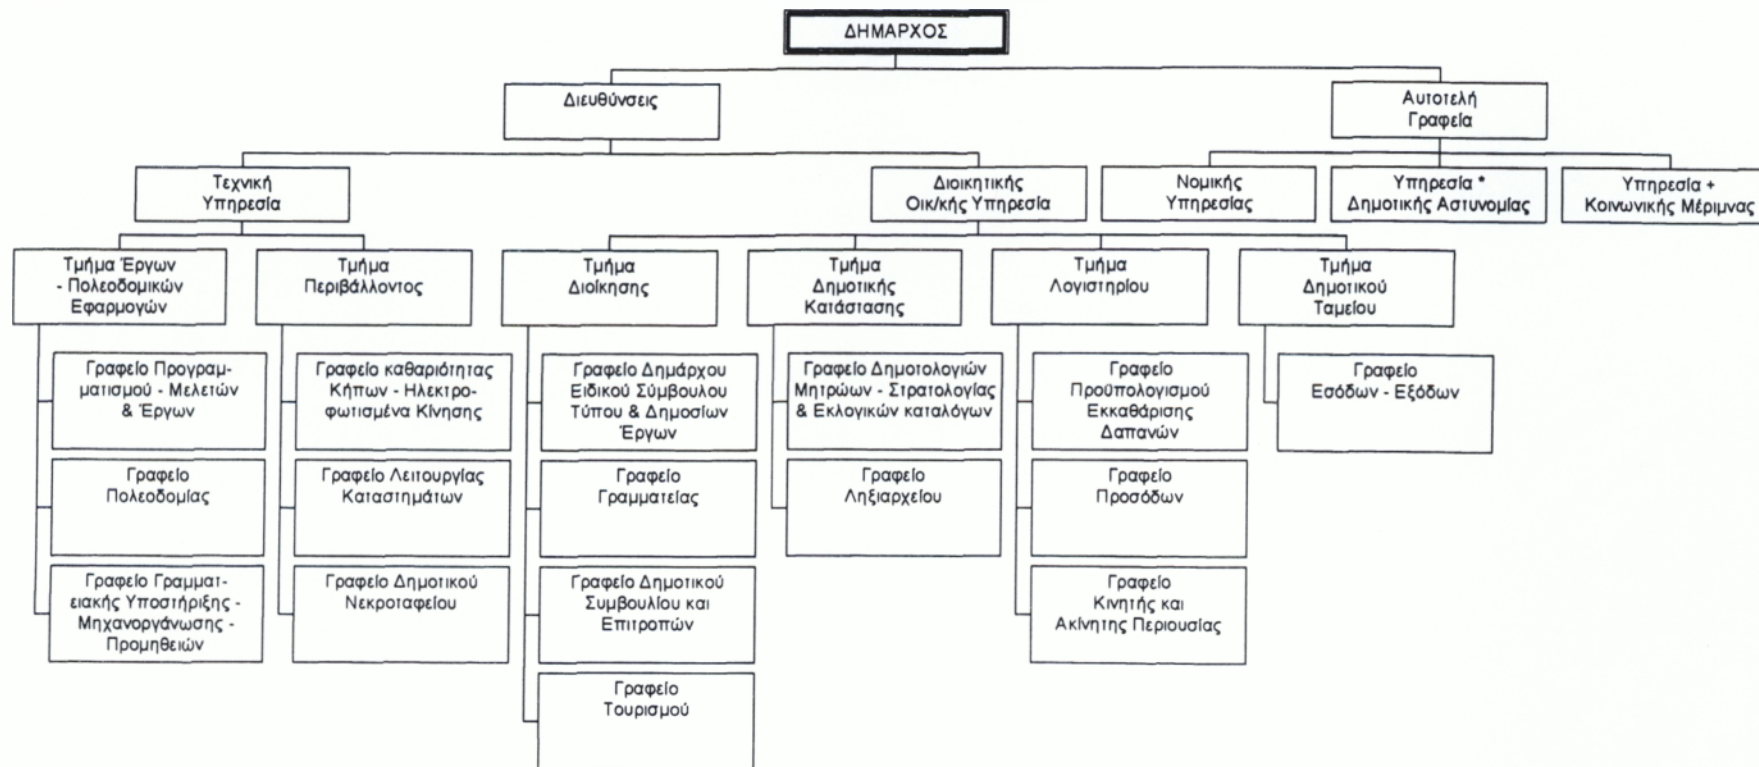 ΔΗΜΑΡΧΟΣ
Διευθύνσεις
Αυτοτελή
Γραφεία
Τεχνική
Υπηρεσία
Διοικητικής
Οικ/κής Υπηρεσία
Νομικής
Υπηρεσίας
Υπηρεσία *
Δημοτικής Αστυνομίας
Υπηρεσία +
Κοινωνικής Μέριμνας
Τμήμα Έργων
- Πολεοδομικών
Εφαρμογών
Τμήμα
Περιβάλλοντος
Τμήμα
Διοίκησης
Τμήμα
Δημοτικής
Κατάστασης
Τμήμα
Λογιστηρίου
Τμήμα
Δημοτικού
Ταμείου
Γραφείο Προγραμ-
ματισμού - Μελετών
& Έργων
Γραφείο
Πολεοδομίας
Γραφείο Γραμματ-
ειακής Υποστήριξης -
Μηχανοργάνωσης -
Προμηθειών
Γραφείο καθαριότητας
Κήπων - Ηλεκτρο-
φωτισμένα Κίνησης
Γραφείο Λειτουργίας
Καταστημάτων
Γραφείο Δημοτικού
Νεκροταφείου
Γραφείο Δημάρχου
Ειδικού Σύμβουλου
Τύπου & Δημοσίων
Έργων
Γραφείο
Γραμματείας
Γραφείο Δημοτικού
Συμβουλίου και
Επιτροπών
Γραφείο
Τουρισμού
Γραφείο Δημοτολογιών
Μητρώων - Στρατολογίας
& Εκλογικών καταλόγων
Γραφείο
Ληξιαρχείου
Γραφείο
Προϋπολογισμού
Εκκαθάρισης
Δαπανών
Γραφείο
Προσόδων
Γραφείο
Κινητής και
Ακίνητης Περιουσίας
Γραφείο
Εσόδων - Εξόδων